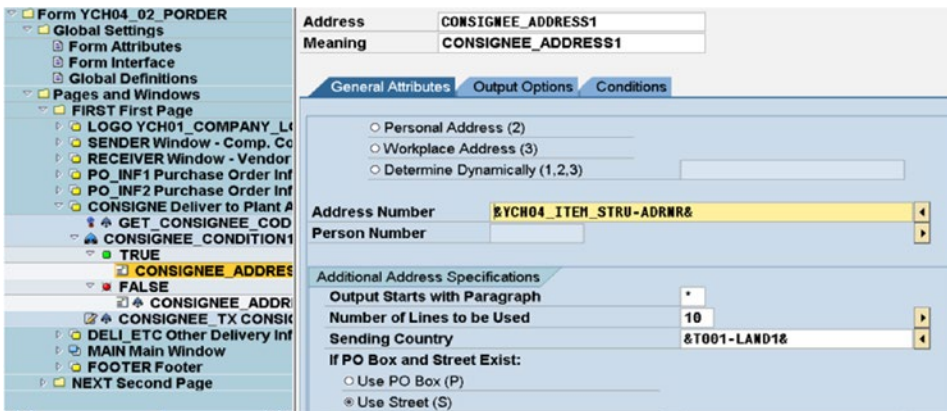 Form YCH04_02_PORDER
Global Settings
Form Attributes
Form Interface
Global Definitions
Pages and Windows
FIRST First Page
LOGO YCH01_COMPANY_L
SENDER Window - Comp. Co
RECEIVER Window - Vendor
PO_INF1 Purchase Order Inf
PO_INF2 Purchase Order Inf
CONSIGNE Deliver to Plant A
GET_CONSIGNEE_COD
CONSIGNEE_CONDITION1
TRUE
CONSIGNEE_ADDRES
FALSE
CONSIGNEE_ADDR
CONSIGNEE_TX CONSIG
DELI_ETC Other Delivery Inf
MAIN Main Window
FOOTER Footer
NEXT Second Page
Address CONSIGNEE_ADDRESS1
Meaning CONSIGNEE_ADDRESS1
General Attributes Output Options Conditions
Personal Address (2)
Workplace Address (3)
Determine Dynamically (1,2,3)
Address Number &YCH04_ITEM_STRU-ADRNR&
Person Number
Additional Address Specifications
Output Starts with Paragraph *
Number of Lines to be Used 10
Sending Country &T001-LAND1&
If PO Box and Street Exist:
Use PO Box (P)
Use Street (S)